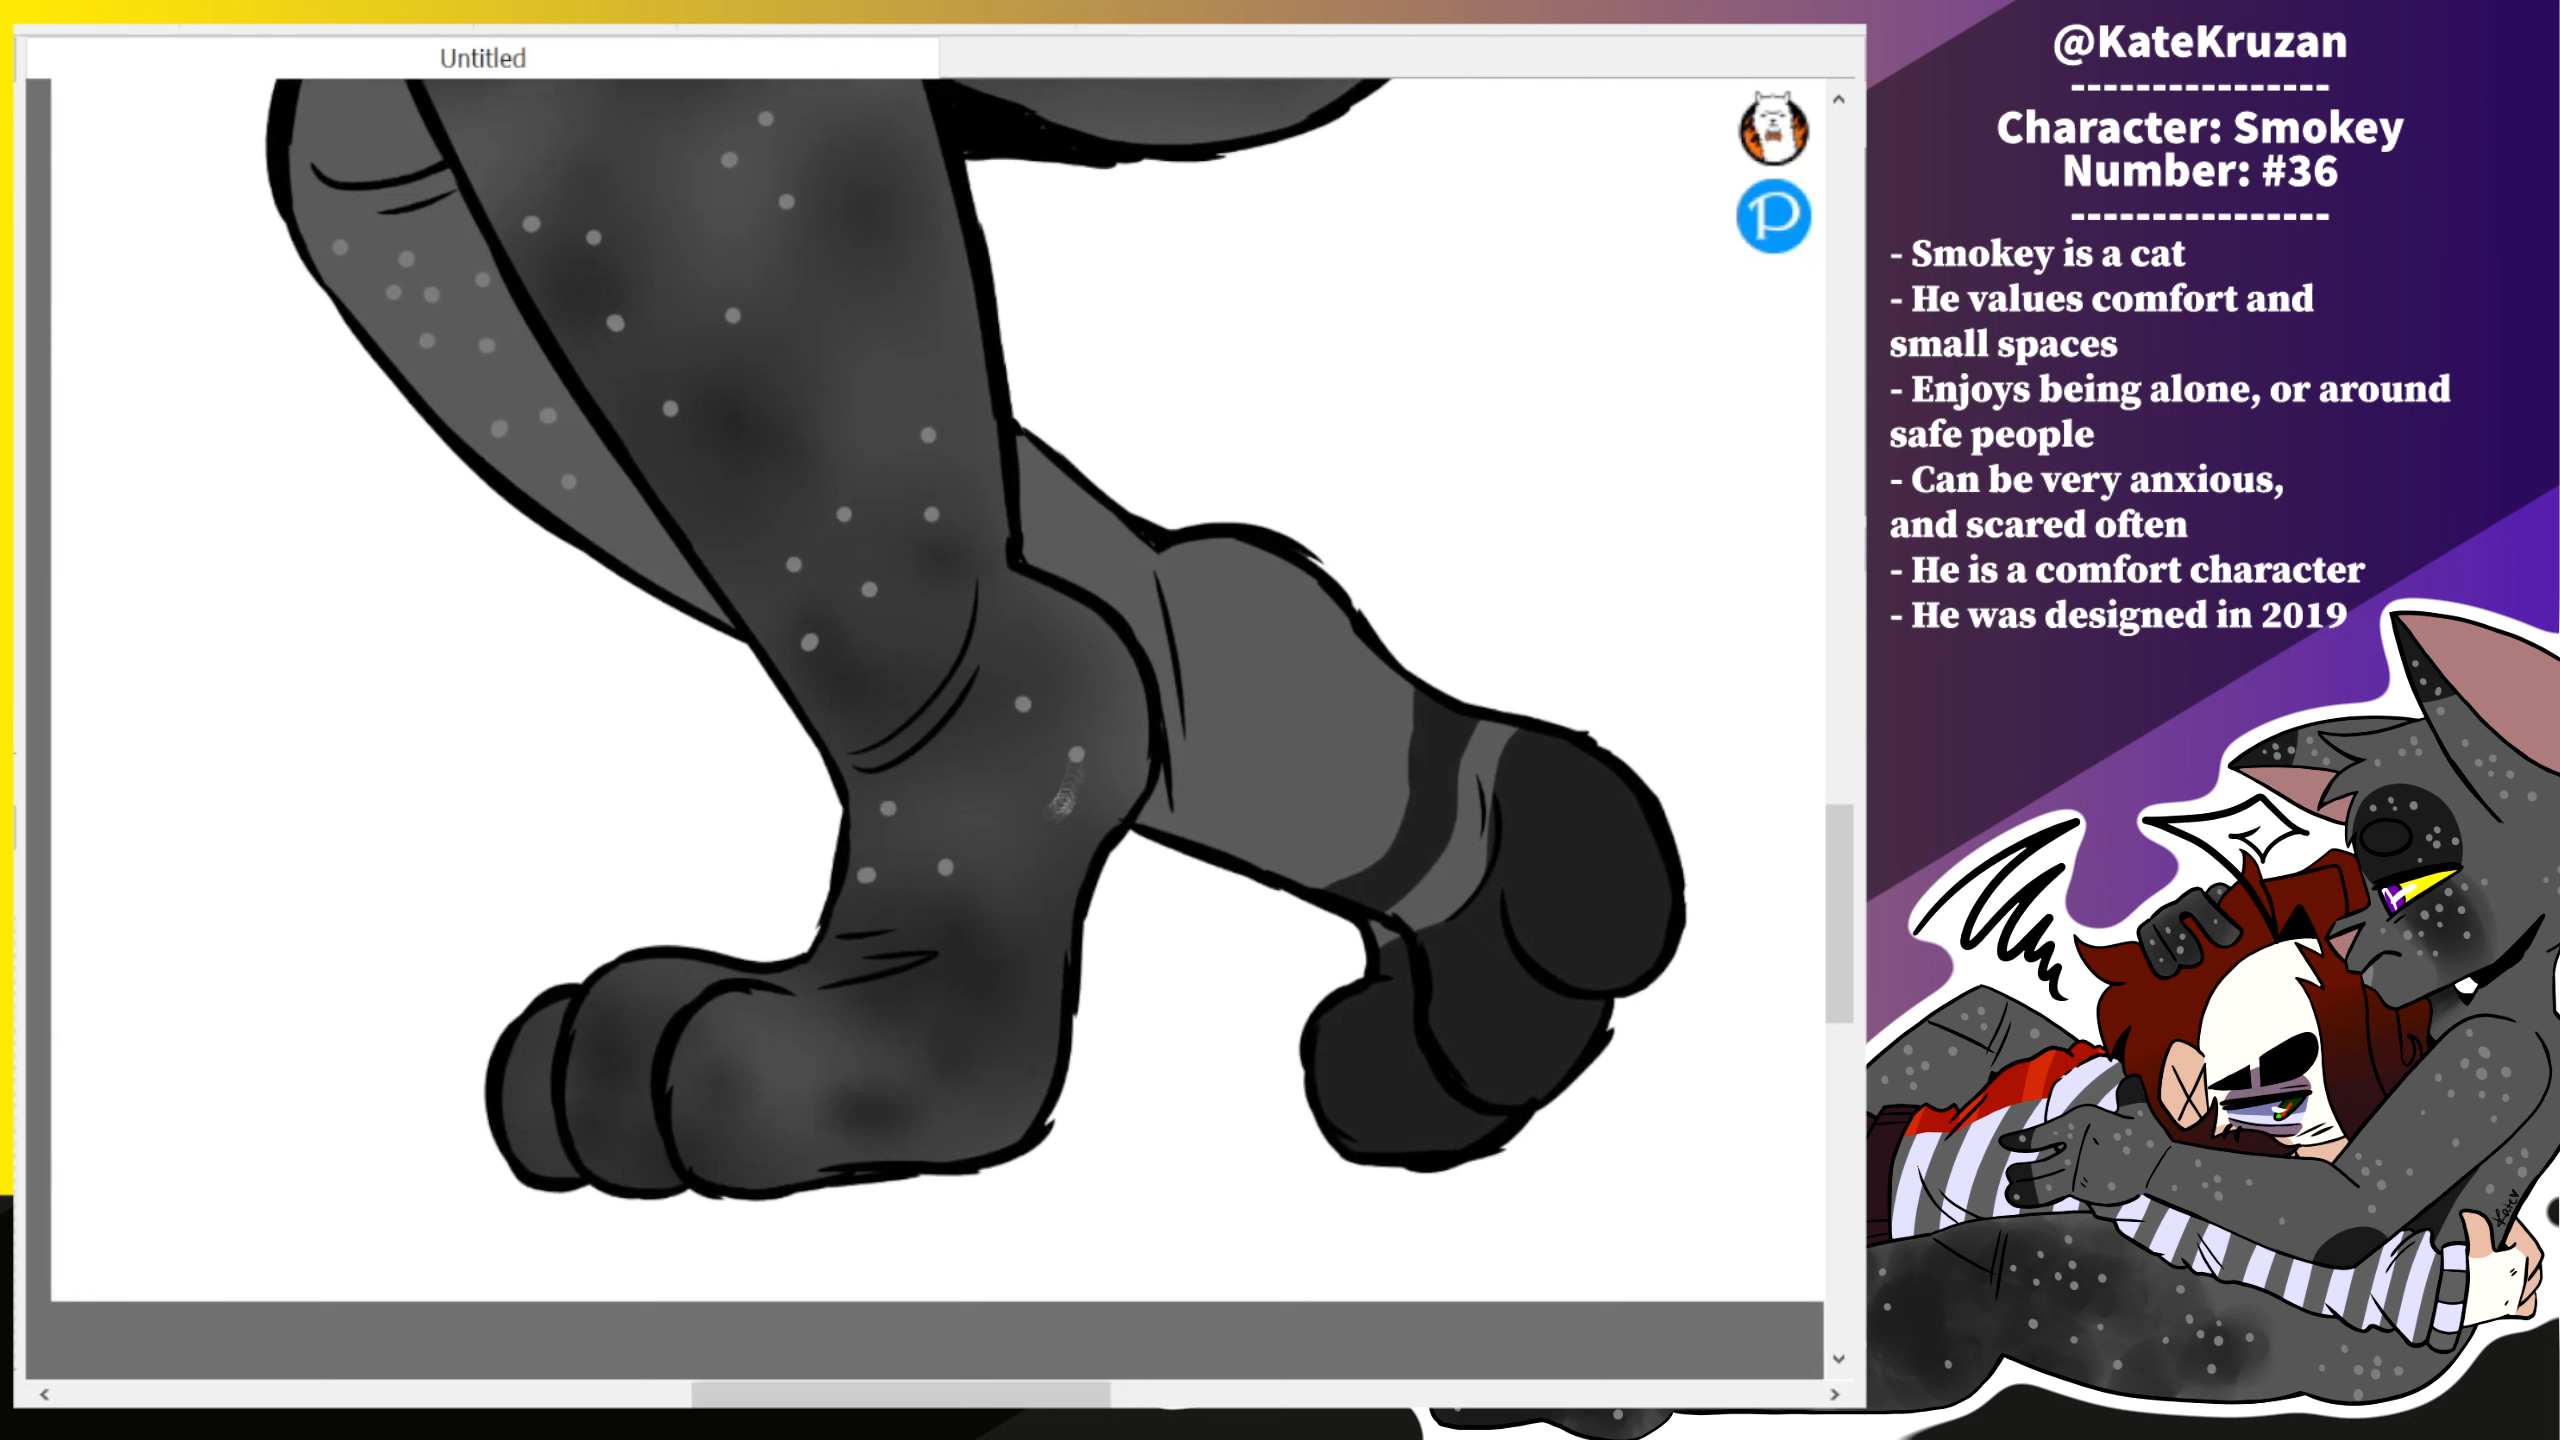 Untitled
@KateKruzan
----------------
Character: Smokey
Number: #36
----------------
- Smokey is a cat
- He values comfort and
small spaces
- Enjoys being alone, or around
safe people
- Can be very anxious,
and scared often
- He is a comfort character
- He was designed in 2019
P
Kate